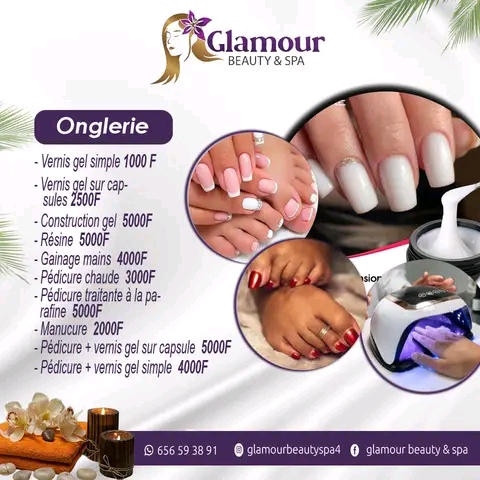 Glamour
BEAUTY & SPA
Onglerie
- Vernis gel simple 1000 F
- Vernis gel sur cap-
sules 2500F
- Construction gel 5000F
- Résine 5000F
- Gainage mains 4000F
- Pédicure chaude 3000F
- Pédicure traitante à la pa-
rafine 5000F
- Manucure 2000F
- Pédicure + vernis gel sur capsule 5000F
- Pédicure + vernis gel simple 4000F
656 59 38 91 glamourbeautyspa4 glamour beauty & spa